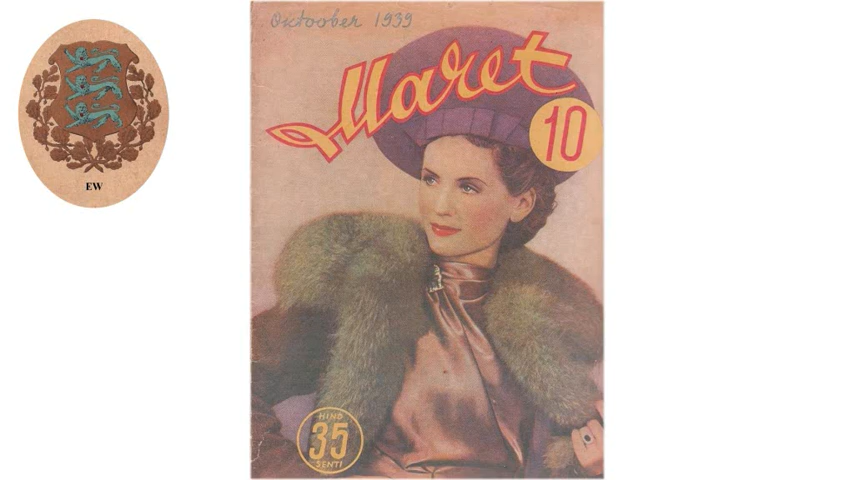 EW
Oktoober 1939
Maret
10
HIND
35
SENTI